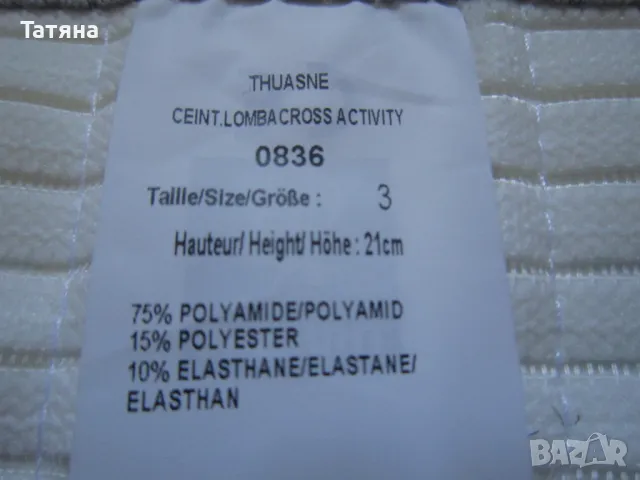 Татяна
THUASNE
CEINT.LOMBACROSS ACTIVITY
0836
Taille/Size/Größe : 3
Hauteur/ Height/ Höhe : 21cm
75% POLYAMIDE/POLYAMID
15% POLYESTER
10% ELASTHANE/ELASTANE/
ELASTHAN
BAZAR